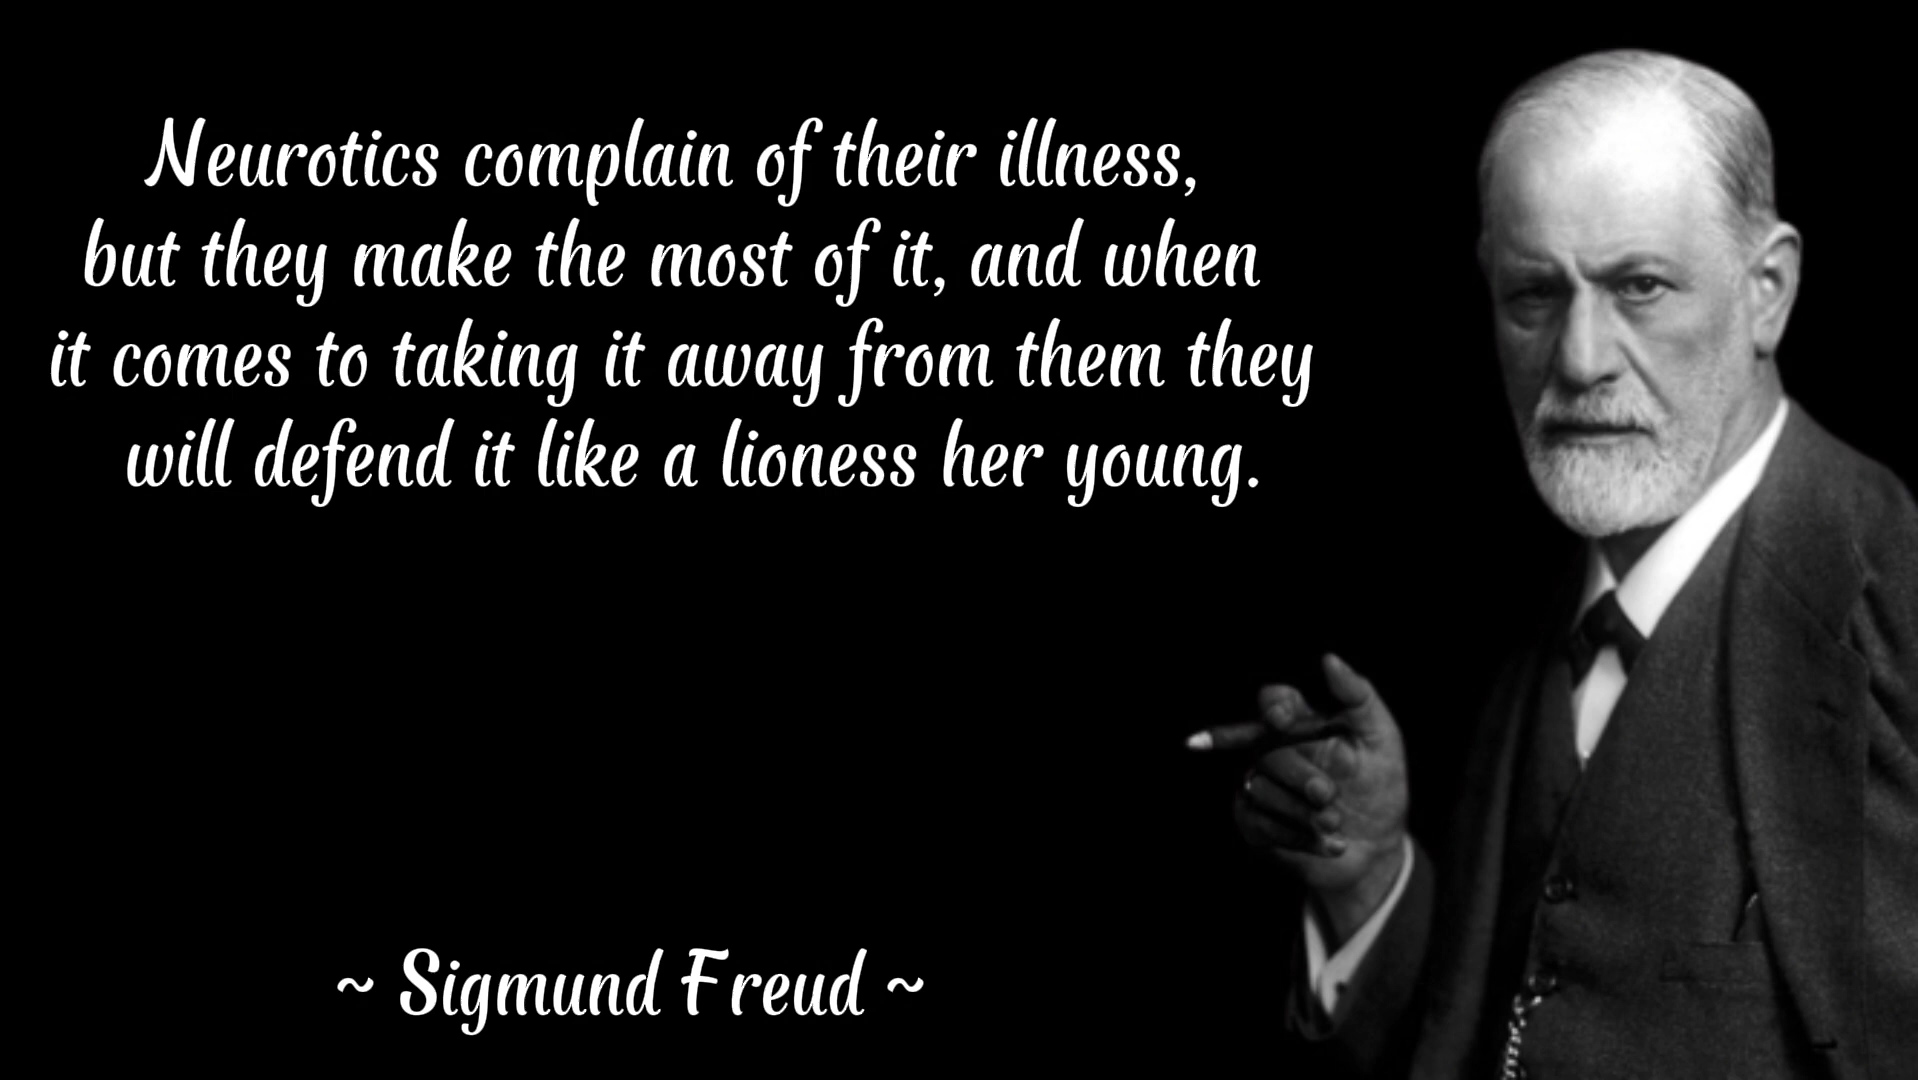 Neurotics complain of their illness,
but they make the most of it, and when
it comes to taking it away from them they
will defend it like a lioness her young.
~ Sigmund Freud ~